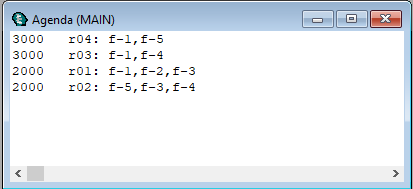 Agenda (MAIN)
3000   r04: f-1,f-5
3000   r03: f-1,f-4
2000   r01: f-1,f-2,f-3
2000   r02: f-5,f-3,f-4